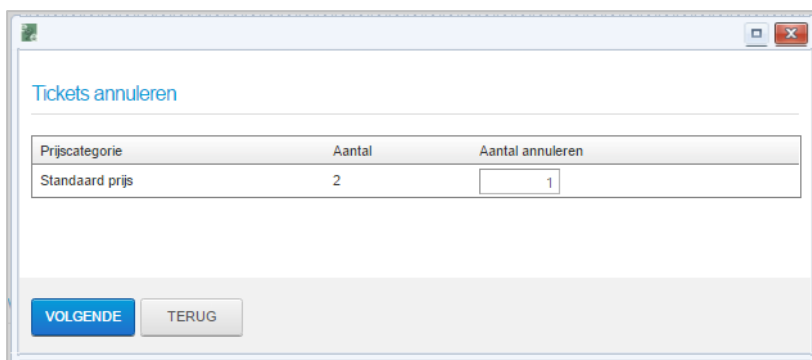 Tickets annuleren
Prijscategorie Aantal Aantal annuleren
Standaard prijs 2 1
VOLGENDE TERUG